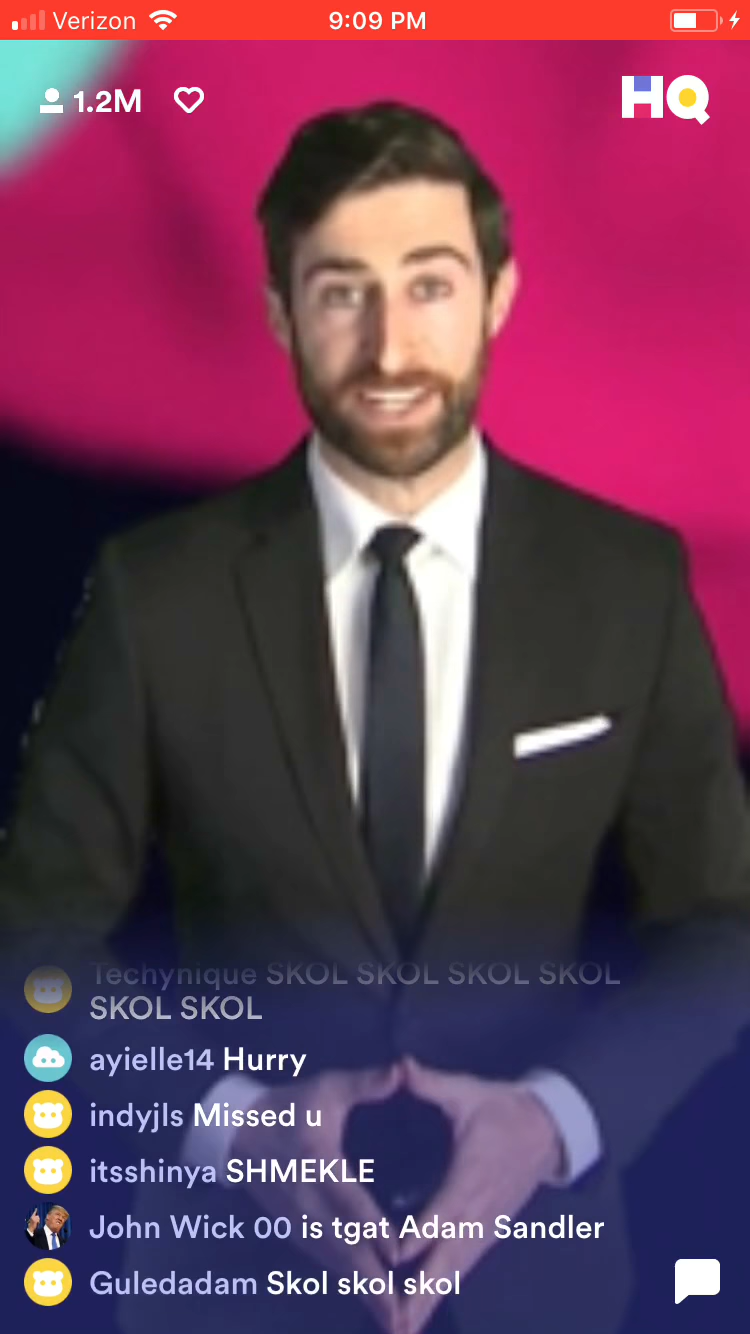 Verizon 9:09 PM
1.2M HQ
Techynique SKOL SKOL SKOL SKOL
SKOL SKOL
ayielle14 Hurry
indyjls Missed u
itsshinya SHMEKLE
John Wick 00 is tgat Adam Sandler
Guledadam Skol skol skol